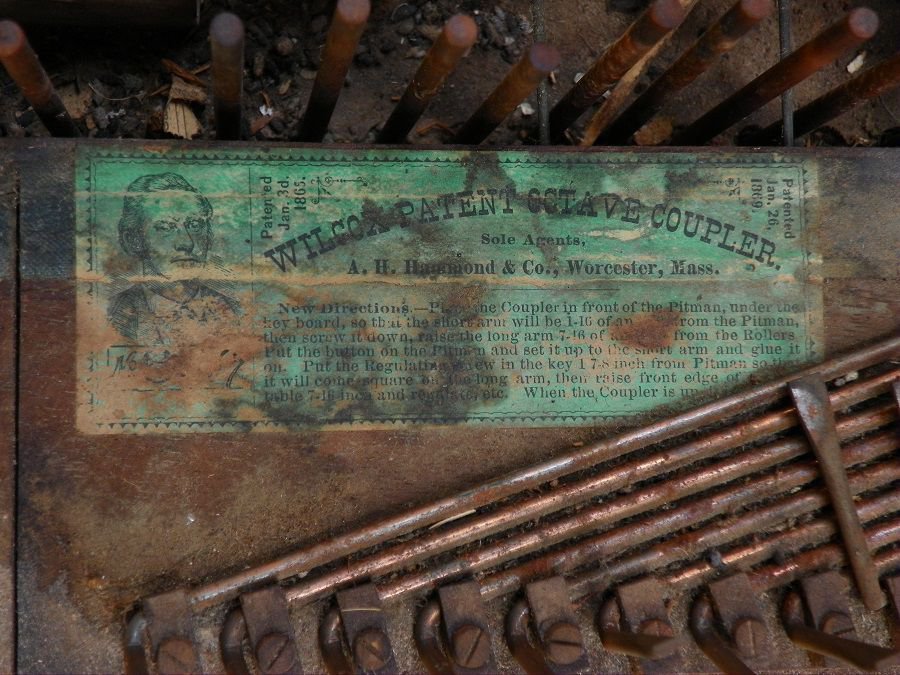 Patented
Jan. 3d.
1865.
WILCOX PATENT OCTAVE COUPLER.
Patented
Jan. 26,
1869
Sole Agents,
A. H. Hammond & Co., Worcester, Mass.
New Directions.—Place the Coupler in front of the Pitman, under the
key board, so that the short arm will be 1-16 of an from the Pitman,
then screw it down, raise the long arm 7-16 of an from the Rollers
Put the button on the Pitman and set it up to the short arm and glue it
on. Put the Regulating screw in the key 1 7-8 inch from Pitman so
it will come square on the long arm, then raise front edge of
table 7-16 inch and etc. When the Coupler is